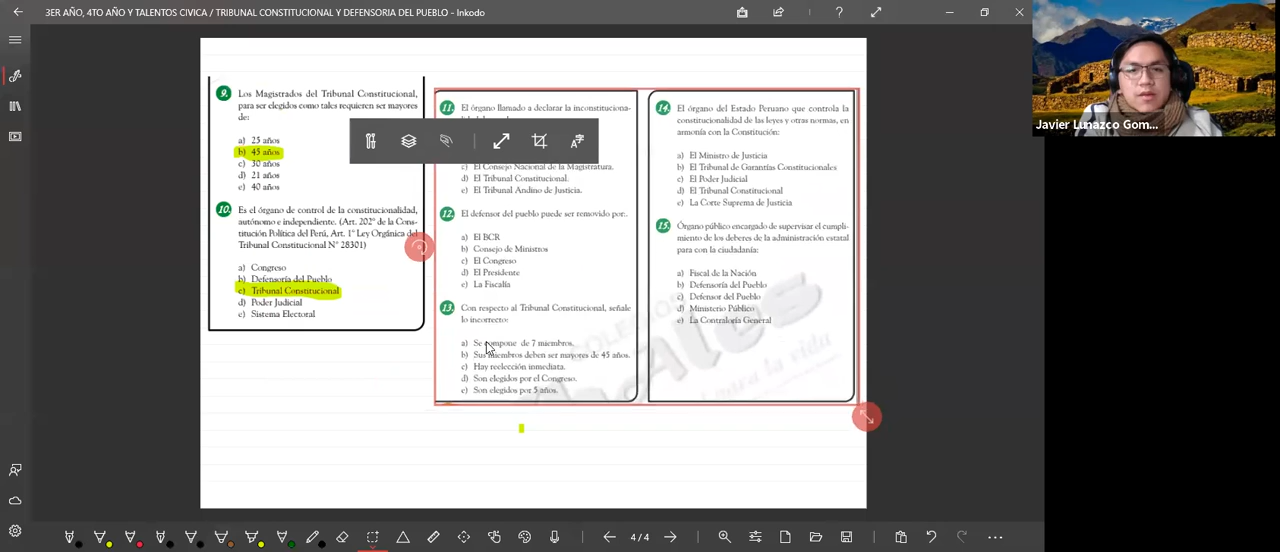 3ER AÑO, 4TO AÑO Y TALENTOS CIVICA / TRIBUNAL CONSTITUCIONAL Y DEFENSORIA DEL PUEBLO - Inkodo
Javier Lunazco Gom...
9. Los Magistrados del Tribunal Constitucional,
para ser elegidos como tales requieren ser mayores
de:
a) 25 años
b) 45 años
c) 30 años
d) 21 años
e) 40 años
10. Es el órgano de control de la constitucionalidad,
autónomo e independiente. (Art. 202º de la Cons-
titución Política del Perú, Art. 1º Ley Orgánica del
Tribunal Constitucional Nº 28301)
a) Congreso
b) Defensoría del Pueblo
c) Tribunal Constitucional
d) Poder Judicial
e) Sistema Electoral
11. El órgano llamado a declarar la inconstituciona-
c) El Consejo Nacional de la Magistratura.
d) El Tribunal Constitucional.
e) El Tribunal Andino de Justicia.
12. El defensor del pueblo puede ser removido por:.
a) El BCR
b) Consejo de Ministros
c) El Congreso
d) El Presidente
e) La Fiscalía
13. Con respecto al Tribunal Constitucional, señale
lo incorrecto:
a) Se compone de 7 miembros.
b) Sus miembros deben ser mayores de 45 años.
c) Hay reelección inmediata.
d) Son elegidos por el Congreso.
e) Son elegidos por 5 años.
14. El órgano del Estado Peruano que controla la
constitucionalidad de las leyes y otras normas, en
armonía con la Constitución:
a) El Ministro de Justicia
b) El Tribunal de Garantías Constitucionales
c) El Poder Judicial
d) El Tribunal Constitucional
e) La Corte Suprema de Justicia
15. Órgano público encargado de supervisar el cumpli-
miento de los deberes de la administración estatal
para con la ciudadanía:
a) Fiscal de la Nación
b) Defensoría del Pueblo
c) Defensor del Pueblo
d) Ministerio Público
e) La Contraloría General
4 / 4